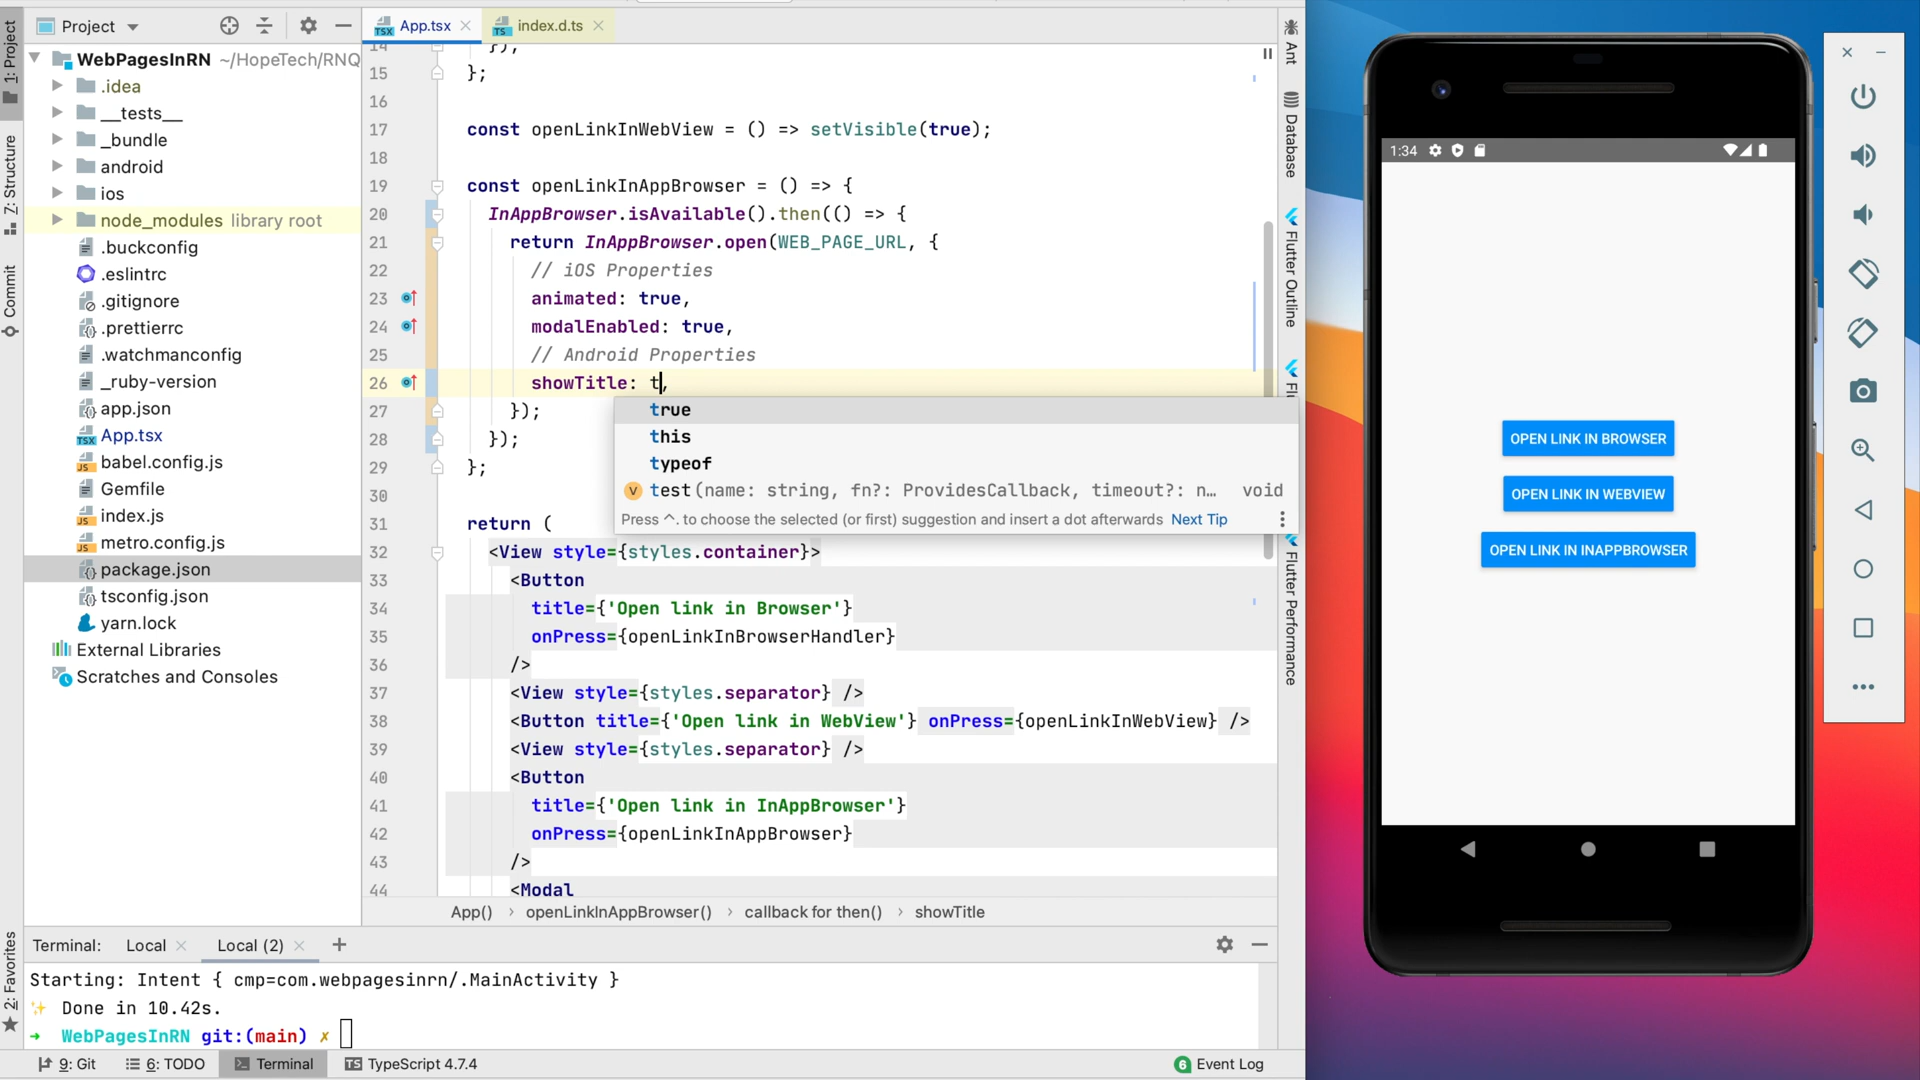 Project
App.tsx
index.d.ts
1: Project
Z: Structure
Commit
2: Favorites
WebPagesInRN ~/HopeTech/RNQ
.idea
__tests__
_bundle
android
ios
node_modules library root
.buckconfig
.eslintrc
.gitignore
.prettierrc
.watchmanconfig
_ruby-version
app.json
App.tsx
babel.config.js
Gemfile
index.js
metro.config.js
package.json
tsconfig.json
yarn.lock
External Libraries
Scratches and Consoles
14 });
15 };
16
17 const openLinkInWebView = () => setVisible(true);
18
19 const openLinkInAppBrowser = () => {
20 InAppBrowser.isAvailable().then(() => {
21 return InAppBrowser.open(WEB_PAGE_URL, {
22 // iOS Properties
23 animated: true,
24 modalEnabled: true,
25 // Android Properties
26 showTitle: t,
27 });
28 });
29 };
30
31 return (
32 <View style={styles.container}>
33 <Button
34 title={'Open link in Browser'}
35 onPress={openLinkInBrowserHandler}
36 />
37 <View style={styles.separator} />
38 <Button title={'Open link in WebView'} onPress={openLinkInWebView} />
39 <View style={styles.separator} />
40 <Button
41 title={'Open link in InAppBrowser'}
42 onPress={openLinkInAppBrowser}
43 />
44 <Modal
true
this
typeof
V test(name: string, fn?: ProvidesCallback, timeout?: n... void
Press ^. to choose the selected (or first) suggestion and insert a dot afterwards Next Tip
App() › openLinkInAppBrowser() › callback for then() › showTitle
Ant
Database
Flutter Outline
Fl
Flutter Performance
Terminal: Local Local (2)
Starting: Intent { cmp=com.webpagesinrn/.MainActivity }
Done in 10.42s.
WebPagesInRN git:(main) ✗
9: Git
6: TODO
Terminal
TypeScript 4.7.4
6 Event Log
1:34
OPEN LINK IN BROWSER
OPEN LINK IN WEBVIEW
OPEN LINK IN INAPPBROWSER